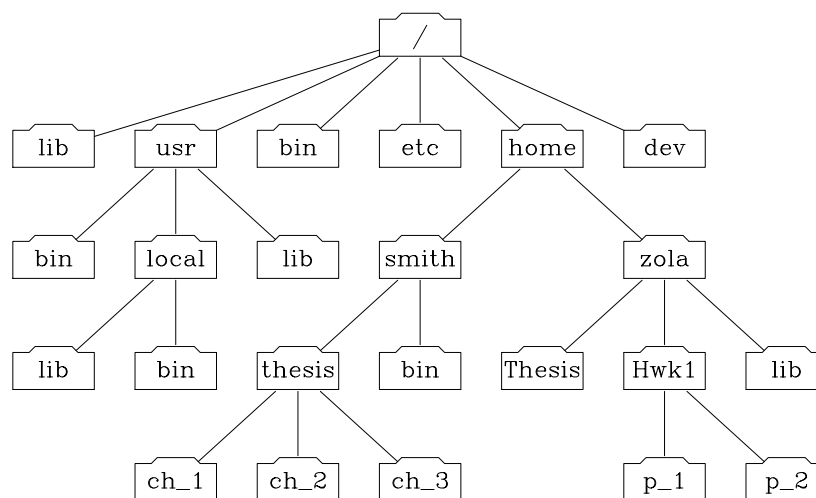 /
lib usr bin etc home dev
bin local lib smith zola
lib bin thesis bin Thesis Hwk1 lib
ch_1 ch_2 ch_3 p_1 p_2